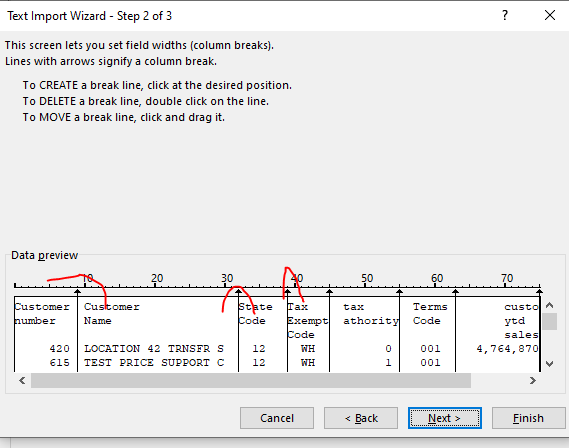 Text Import Wizard - Step 2 of 3
This screen lets you set field widths (column breaks).
Lines with arrows signify a column break.
To CREATE a break line, click at the desired position.
To DELETE a break line, double click on the line.
To MOVE a break line, click and drag it.
Data preview
10 20 30 40 50 60 70
Customer Customer State Tax tax Terms custo
number Name Code Exempt athority Code ytd
Code sales
420 LOCATION 42 TRNSFR S 12 WH 0 001 4,764,870
615 TEST PRICE SUPPORT C 12 WH 1 001
Cancel < Back Next > Finish